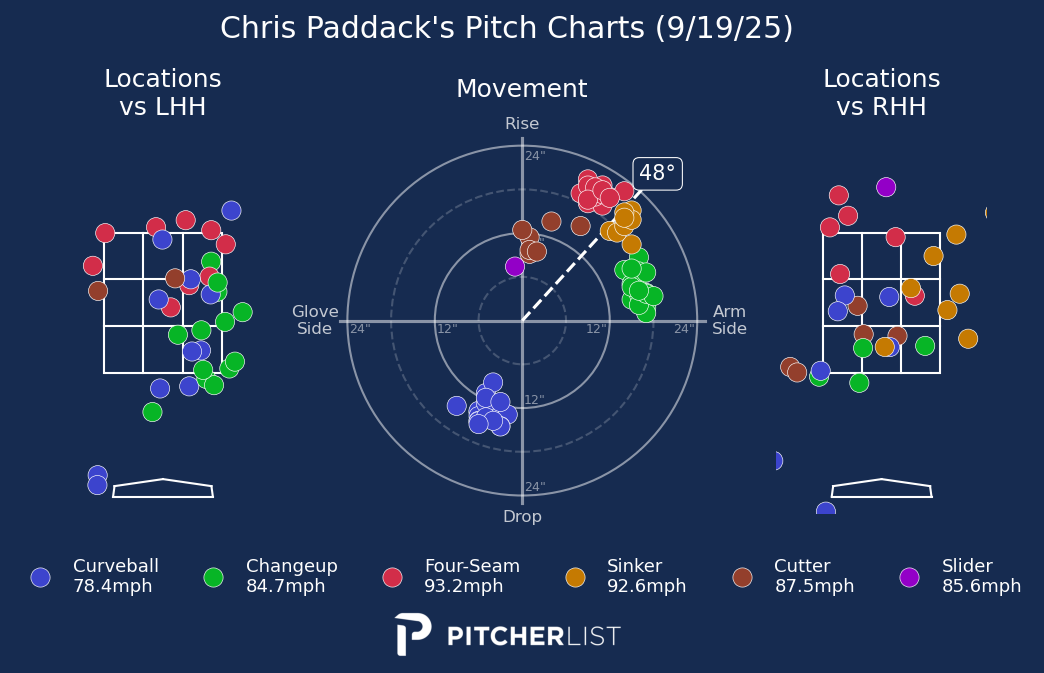 Chris Paddack's Pitch Charts (9/19/25)
Locations
vs LHH
Movement
Locations
vs RHH
Rise
24"
48°
Glove
Side
24"
12"
12"
24"
Arm
Side
12"
24"
Drop
Curveball
78.4mph
Changeup
84.7mph
Four-Seam
93.2mph
Sinker
92.6mph
Cutter
87.5mph
Slider
85.6mph
PITCHERLIST